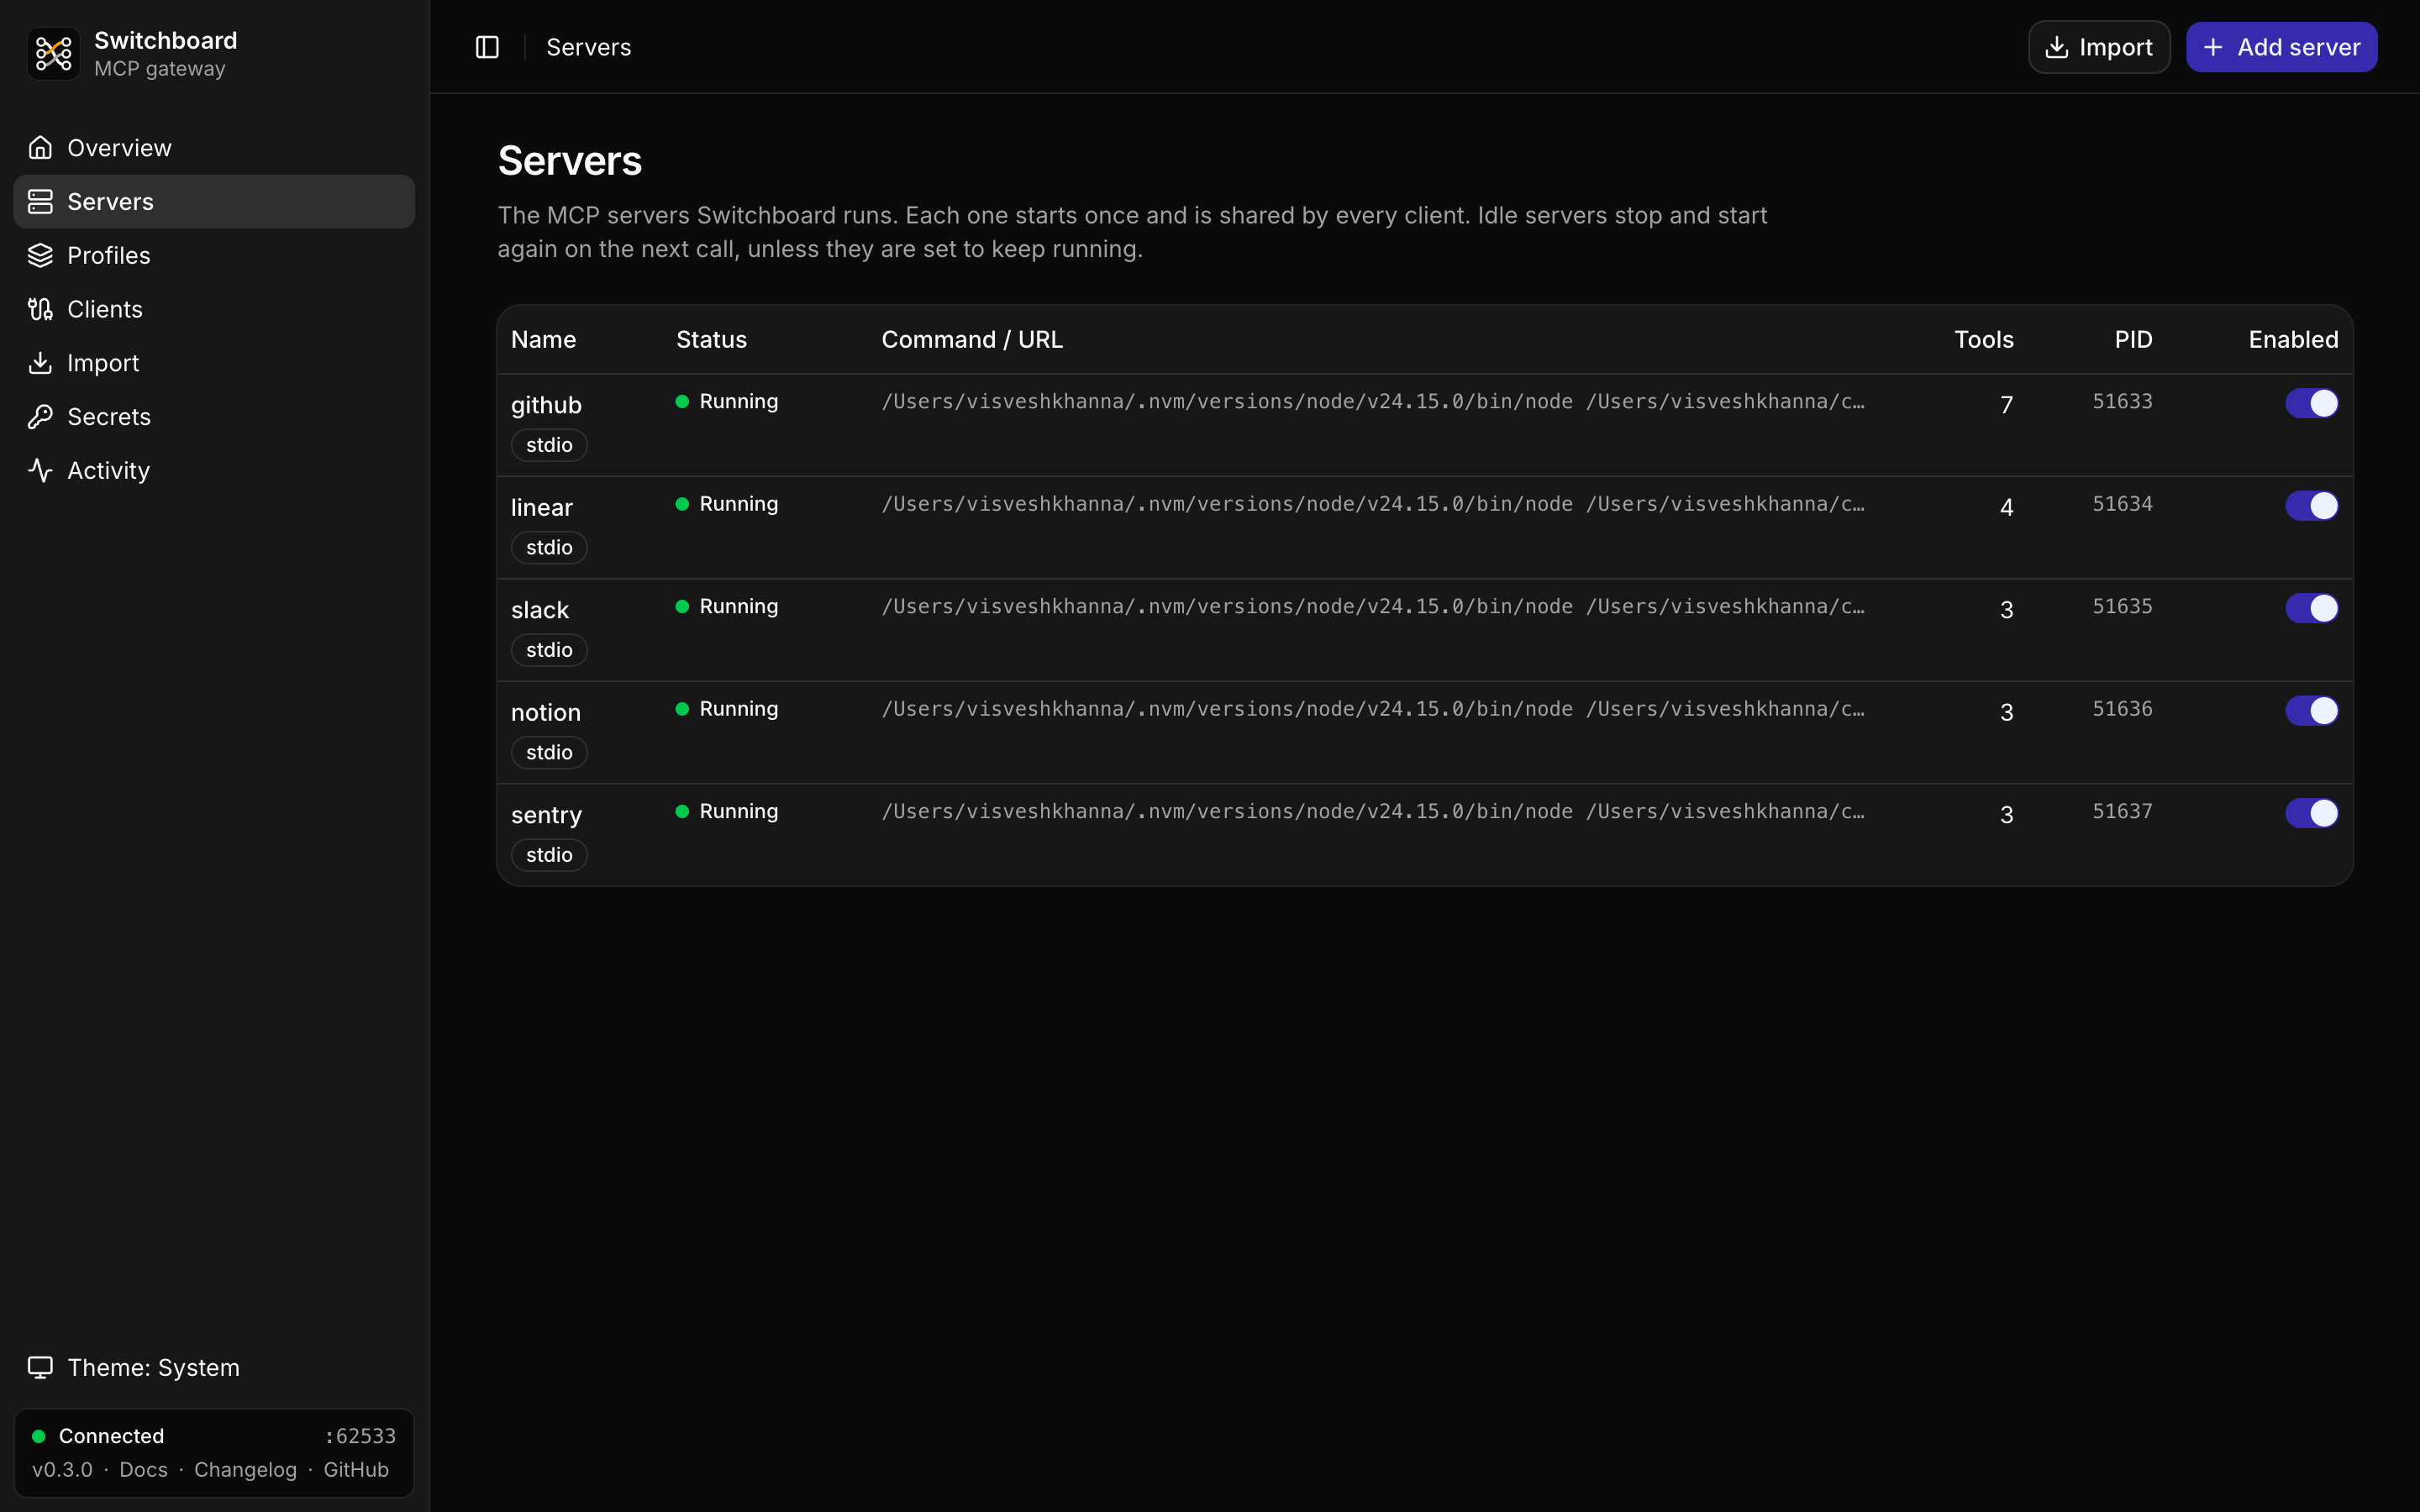 Switchboard
MCP gateway
Overview
Servers
Profiles
Clients
Import
Secrets
Activity
Theme: System
Connected :62533
v0.3.0 · Docs · Changelog · GitHub
Servers
Import
Add server
Servers
The MCP servers Switchboard runs. Each one starts once and is shared by every client. Idle servers stop and start
again on the next call, unless they are set to keep running.
Name Status Command / URL Tools PID Enabled
github Running /Users/visveshkhanna/.nvm/versions/node/v24.15.0/bin/node /Users/visveshkhanna/c… 7 51633
stdio
linear Running /Users/visveshkhanna/.nvm/versions/node/v24.15.0/bin/node /Users/visveshkhanna/c… 4 51634
stdio
slack Running /Users/visveshkhanna/.nvm/versions/node/v24.15.0/bin/node /Users/visveshkhanna/c… 3 51635
stdio
notion Running /Users/visveshkhanna/.nvm/versions/node/v24.15.0/bin/node /Users/visveshkhanna/c… 3 51636
stdio
sentry Running /Users/visveshkhanna/.nvm/versions/node/v24.15.0/bin/node /Users/visveshkhanna/c… 3 51637
stdio